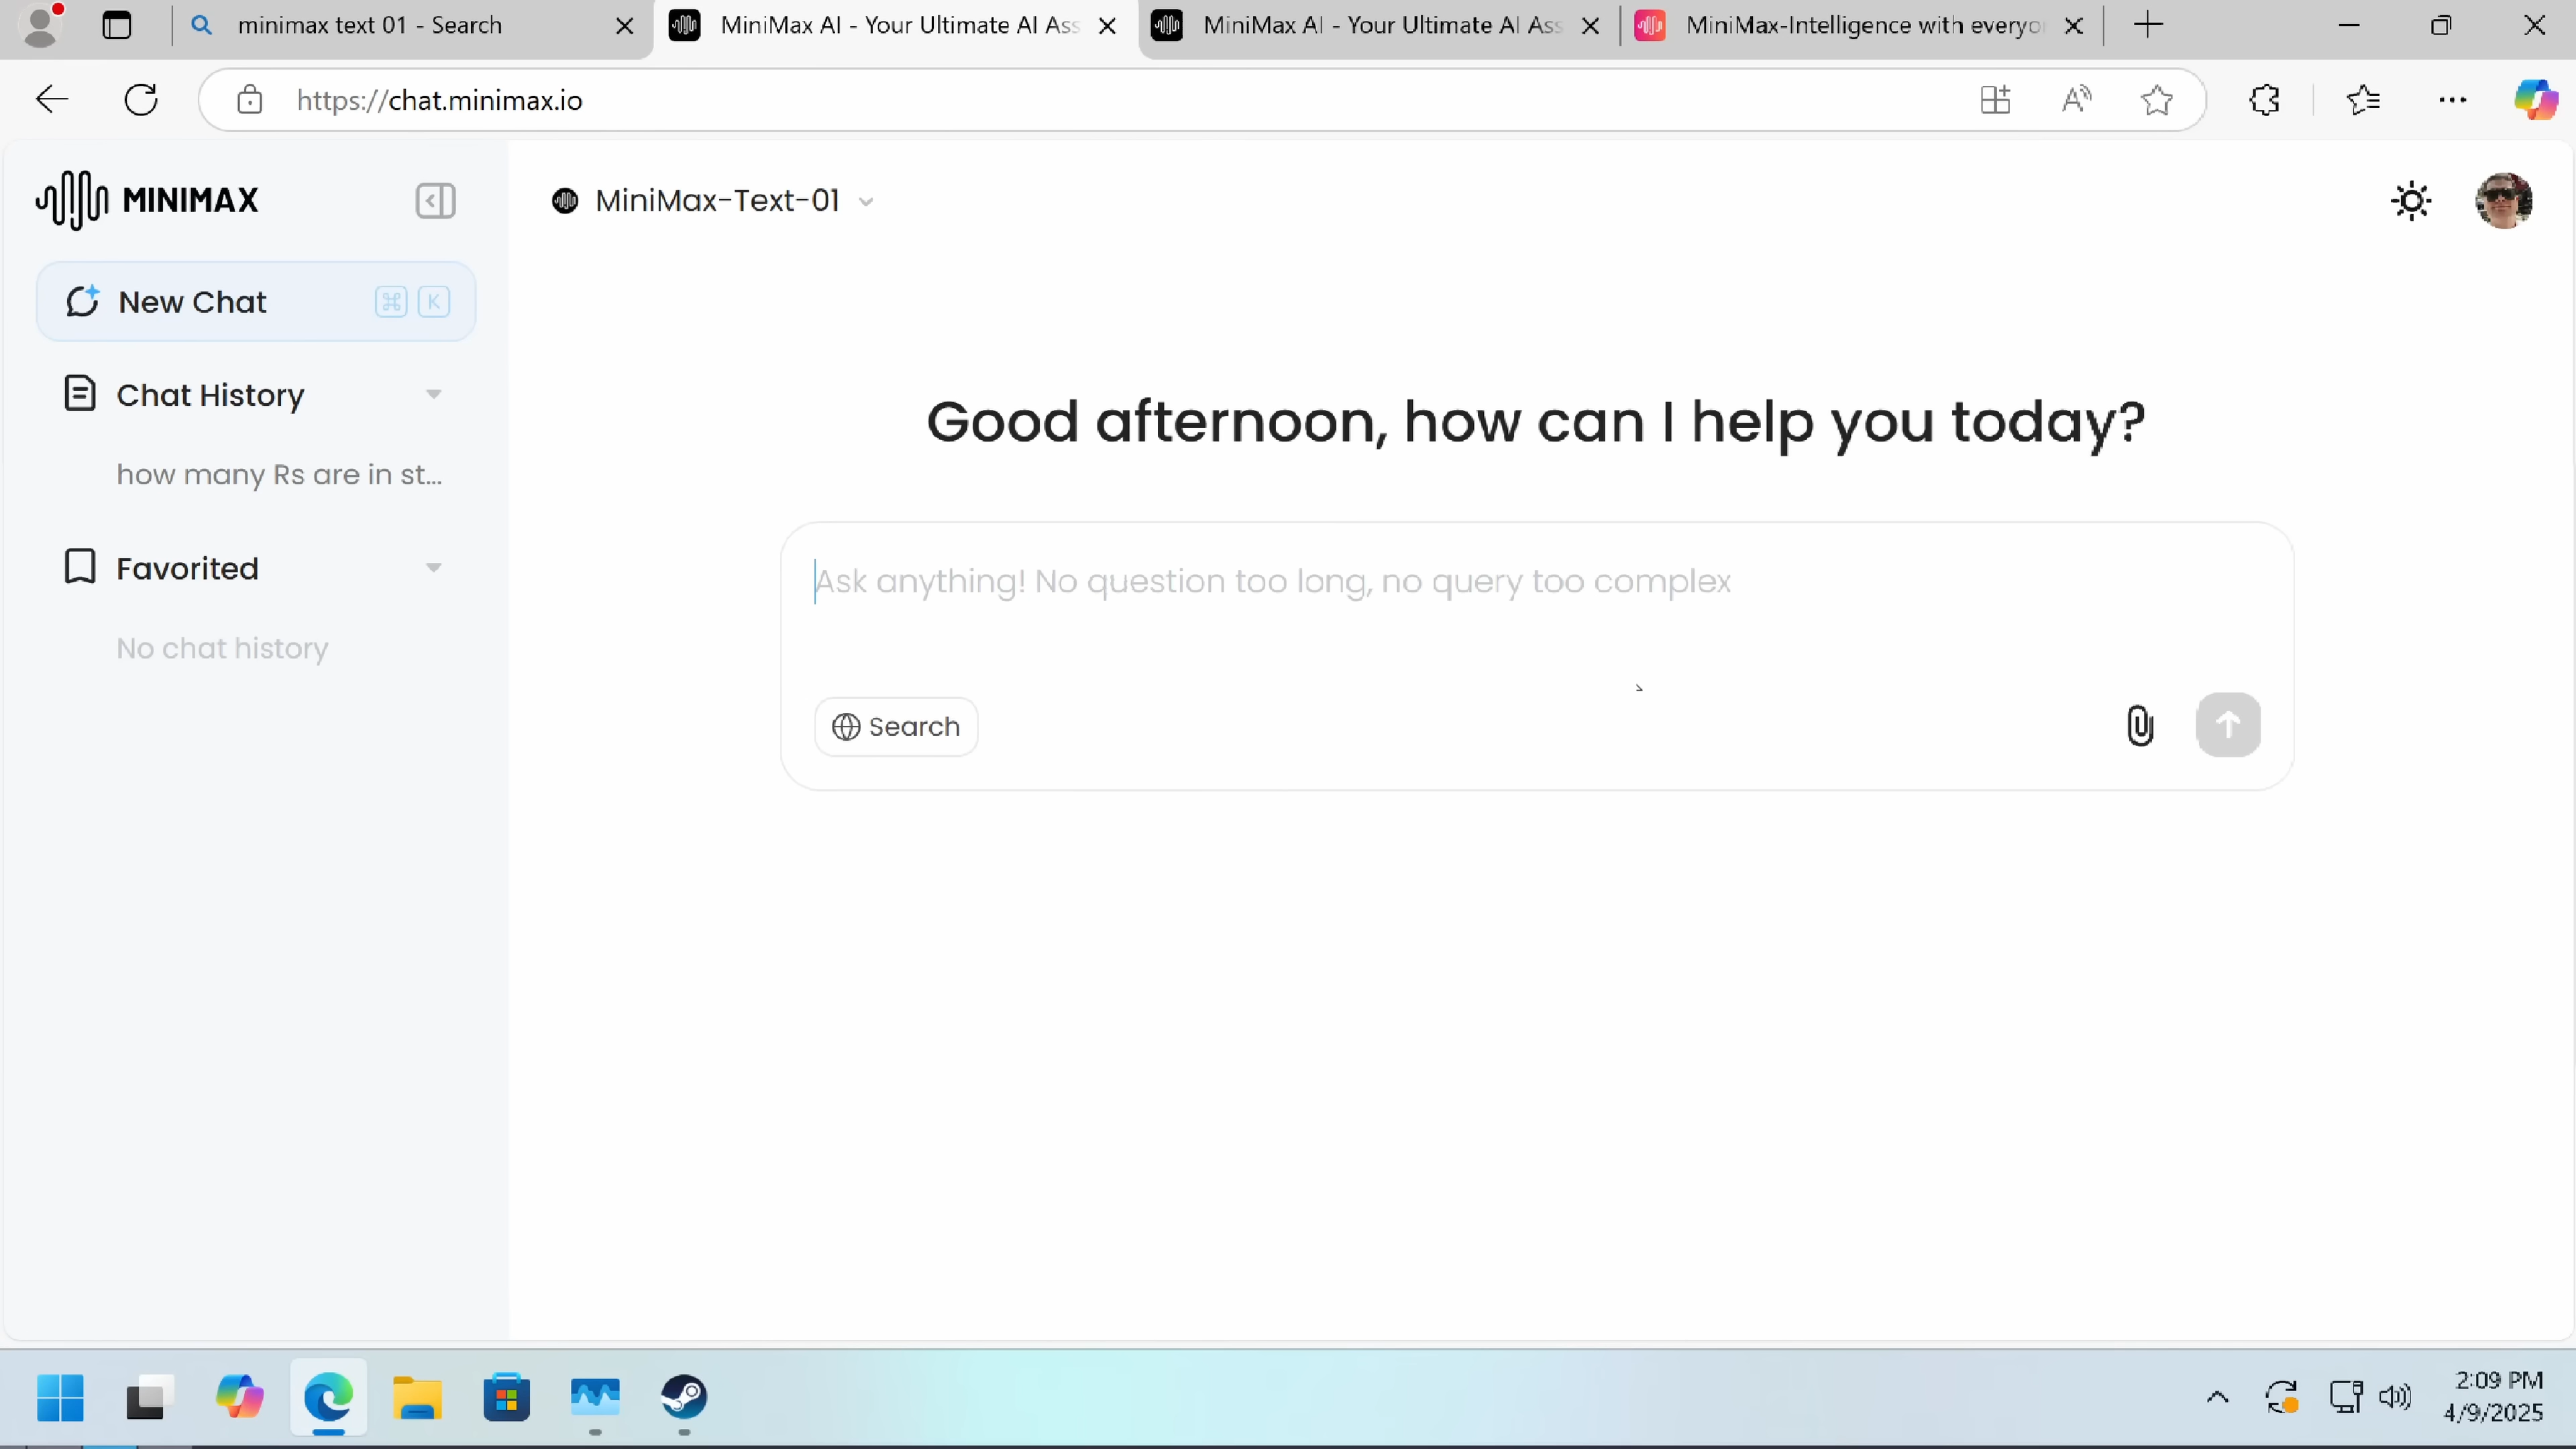 minimax text 01 - Search
MiniMax AI - Your Ultimate AI Ass
MiniMax AI - Your Ultimate AI Ass
MiniMax-Intelligence with everyo
https://chat.minimax.io
MINIMAX
MiniMax-Text-01
New Chat
⌘ K
Chat History
how many Rs are in st...
Favorited
No chat history
Good afternoon, how can I help you today?
Ask anything! No question too long, no query too complex
Search
2:09 PM
4/9/2025